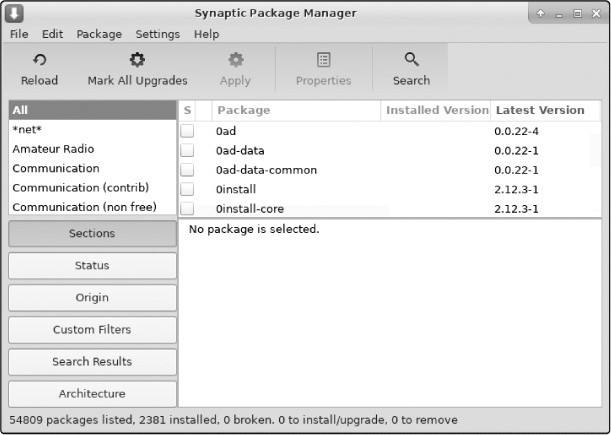 Synaptic Package Manager
File Edit Package Settings Help
Reload Mark All Upgrades Apply Properties Search
All
*net*
Amateur Radio
Communication
Communication (contrib)
Communication (non free)
S Package Installed Version Latest Version
0ad 0.0.22-4
0ad-data 0.0.22-1
0ad-data-common 0.0.22-1
0install 2.12.3-1
0install-core 2.12.3-1
Sections
Status
Origin
Custom Filters
Search Results
Architecture
No package is selected.
54809 packages listed, 2381 installed, 0 broken. 0 to install/upgrade, 0 to remove